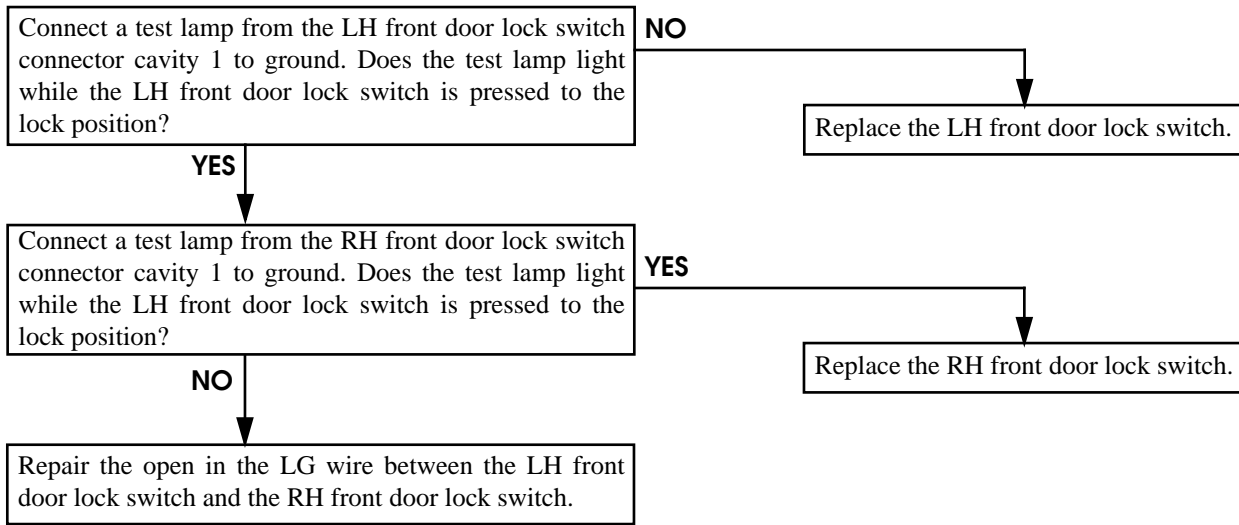 Connect a test lamp from the LH front door lock switch
connector cavity 1 to ground. Does the test lamp light
while the LH front door lock switch is pressed to the
lock position?
NO
Replace the LH front door lock switch.
YES
Connect a test lamp from the RH front door lock switch
connector cavity 1 to ground. Does the test lamp light
while the LH front door lock switch is pressed to the
lock position?
YES
Replace the RH front door lock switch.
NO
Repair the open in the LG wire between the LH front
door lock switch and the RH front door lock switch.